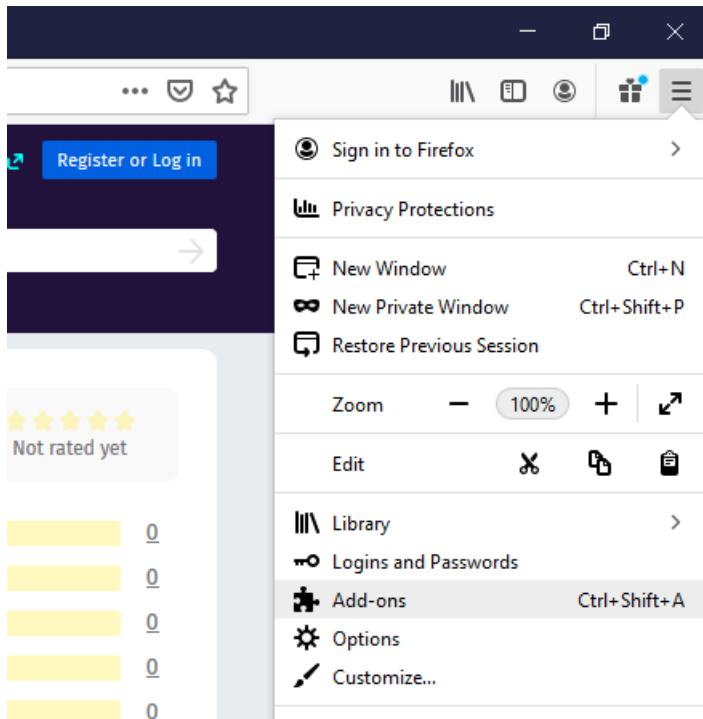 Register or Log in
Not rated yet
0
0
0
0
0
Sign in to Firefox
Privacy Protections
New Window Ctrl+N
New Private Window Ctrl+Shift+P
Restore Previous Session
Zoom 100%
Edit
Library
Logins and Passwords
Add-ons Ctrl+Shift+A
Options
Customize...